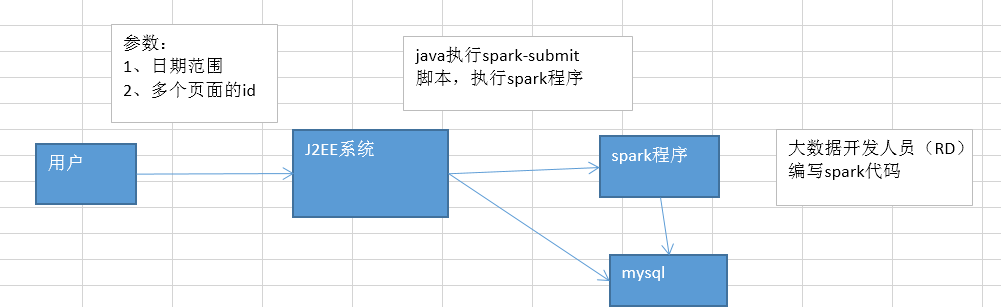 参数：
1、日期范围
2、多个页面的id
java执行spark-submit
脚本，执行spark程序
用户
J2EE系统
spark程序
大数据开发人员（RD）
编写spark代码
mysql